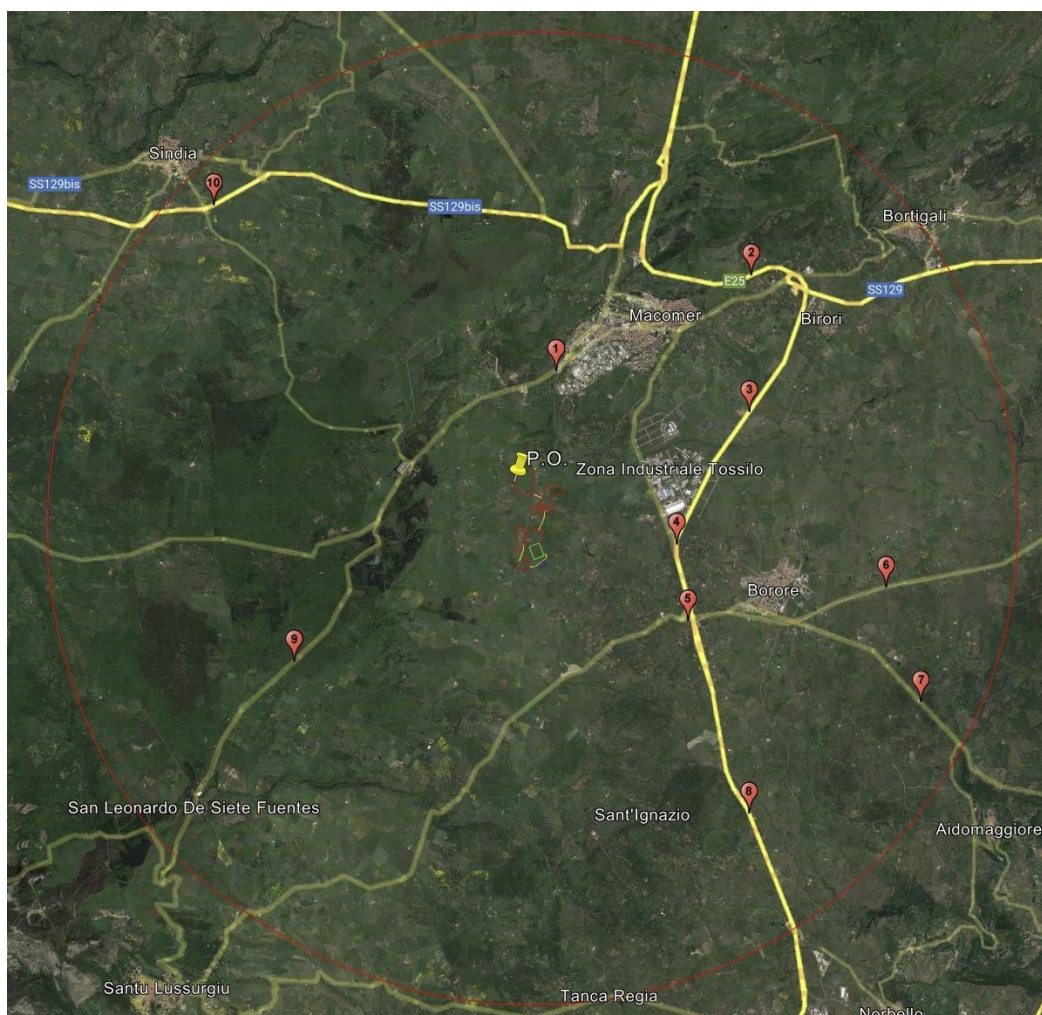 Sindia
SS129bis
10
SS129bis
Bortigali
2
E25
SS129
Macomer
Birori
1
3
P.O.
Zona Industriale Tossilo
4
6
Borore
5
9
7
8
San Leonardo De Siete Fuentes
Sant'Ignazio
Aidomaggiore
Santu Lussurgiu
Tanca Regia
Norbello